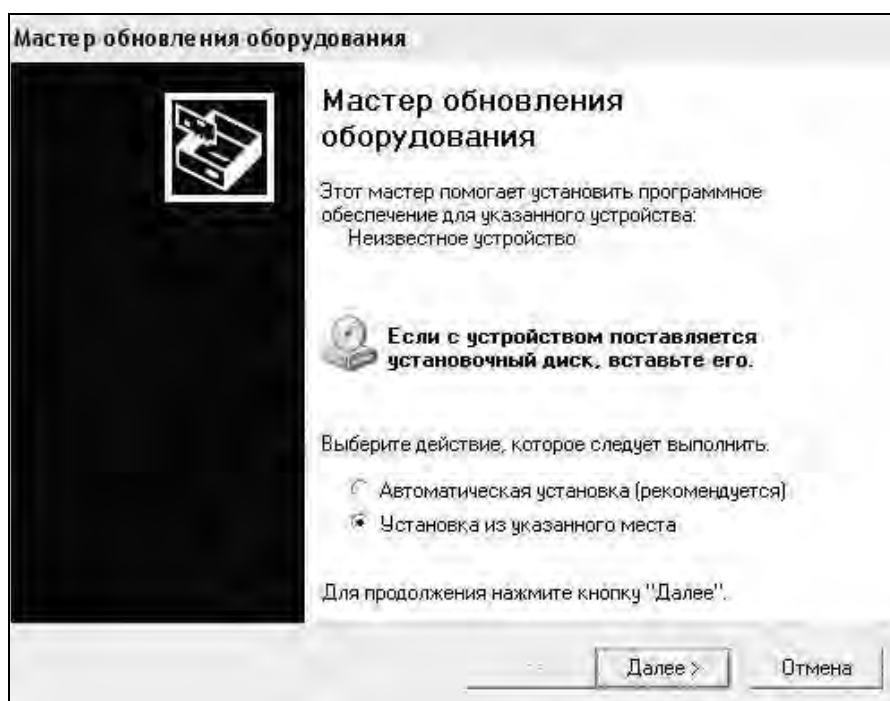 Мастер обновления оборудования
Мастер обновления
оборудования
Этот мастер помогает установить программное
обеспечение для указанного устройства:
Неизвестное устройство
Если с устройством поставляется
установочный диск, вставьте его.
Выберите действие, которое следует выполнить.
Автоматическая установка (рекомендуется)
Установка из указанного места
Для продолжения нажмите кнопку "Далее".
Далее >
Отмена